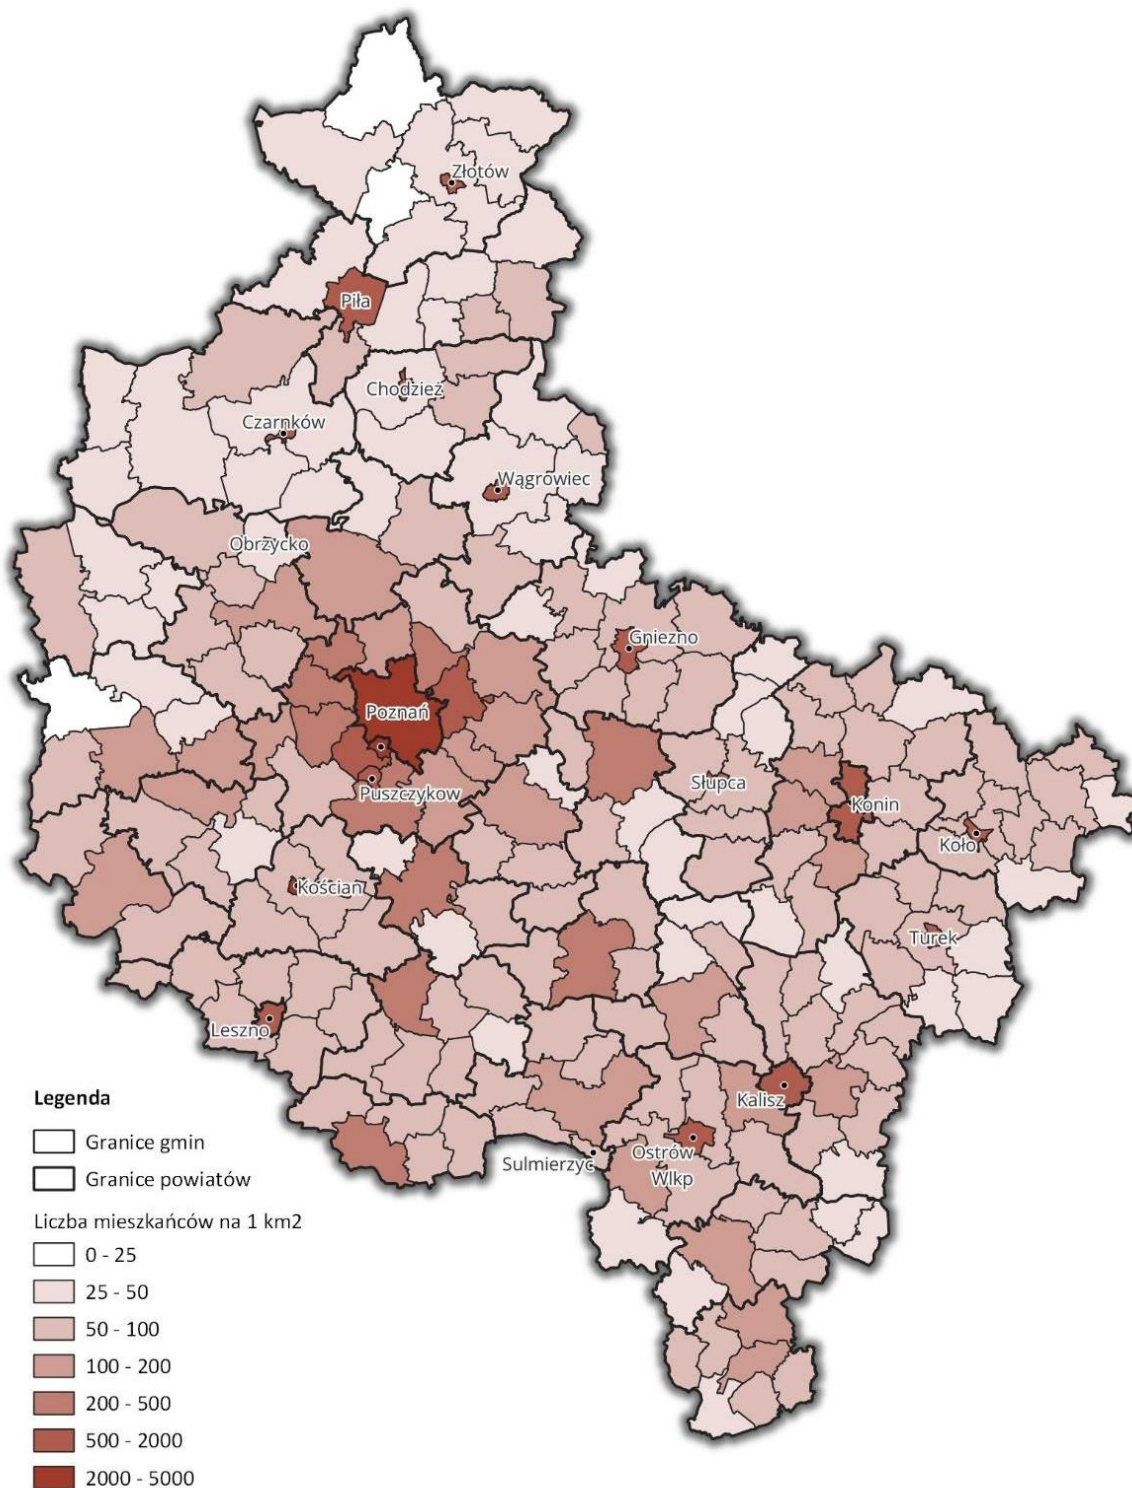 Złotów
Piła
Chodzież
Czarnków
Wągrowiec
Obrzycko
Gniezno
Poznań
Słupca
Puszczykow
Konin
Koło
Kościan
Turek
Leszno
Kalisz
Ostrów
Wlkp
Sulmierzyc
Legenda
Granice gmin
Granice powiatów
Liczba mieszkańców na 1 km2
0 - 25
25 - 50
50 - 100
100 - 200
200 - 500
500 - 2000
2000 - 5000